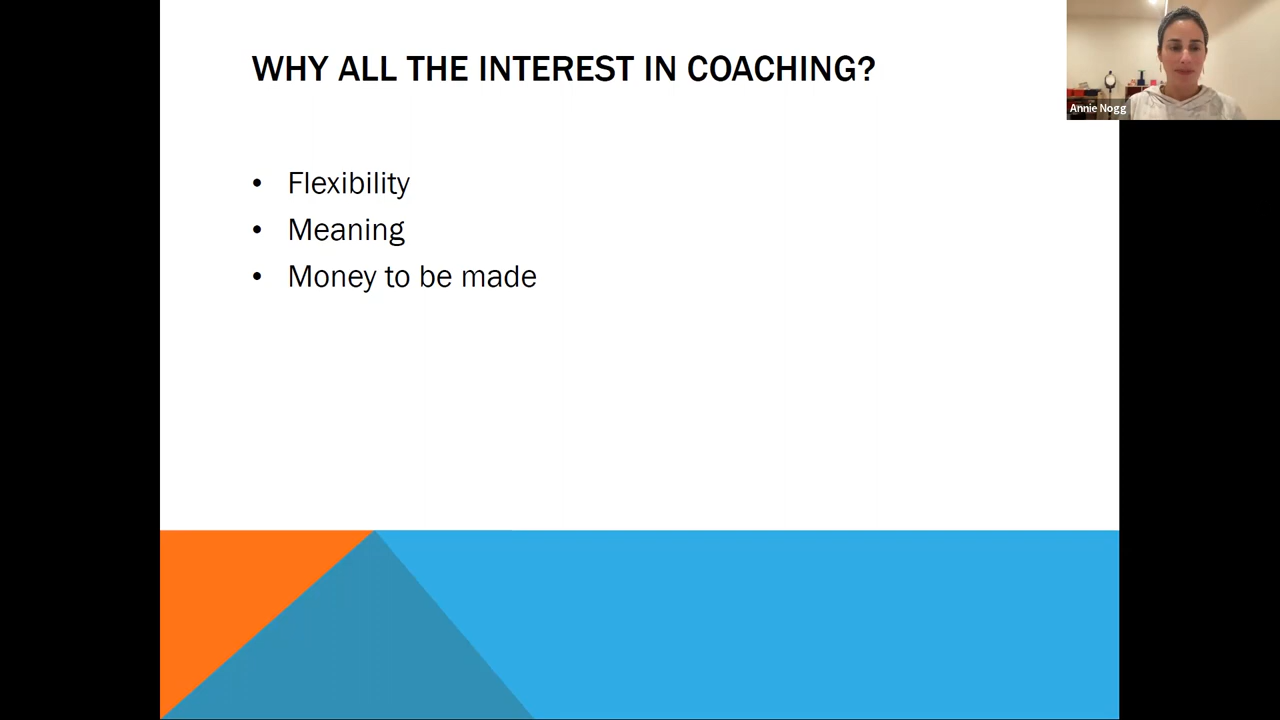 WHY ALL THE INTEREST IN COACHING?
• Flexibility
• Meaning
• Money to be made
Annie Nogg